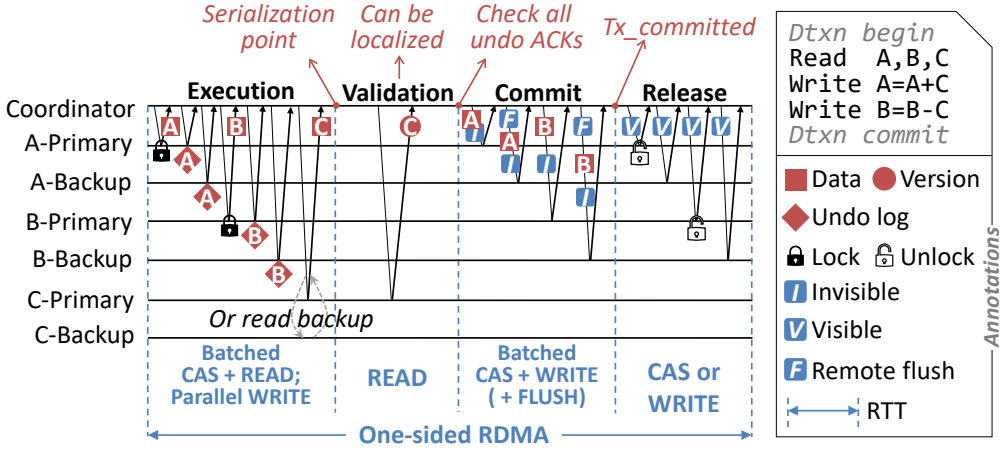 Serialization
point
Can be
localized
Check all
undo ACKs
Tx_committed
Execution
Validation
Commit
Release
Coordinator
A-Primary
A-Backup
B-Primary
B-Backup
C-Primary
C-Backup
A
A
A
B
B
B
C
C
A
I
F
A
I
B
I
F
B
I
V
V
V
V
Or read backup
Batched
CAS + READ;
Parallel WRITE
READ
Batched
CAS + WRITE
( + FLUSH)
CAS or
WRITE
One-sided RDMA
Dtxn begin
Read A,B,C
Write A=A+C
Write B=B-C
Dtxn commit
Data
Version
Undo log
Lock
Unlock
I Invisible
V Visible
F Remote flush
RTT
Annotations